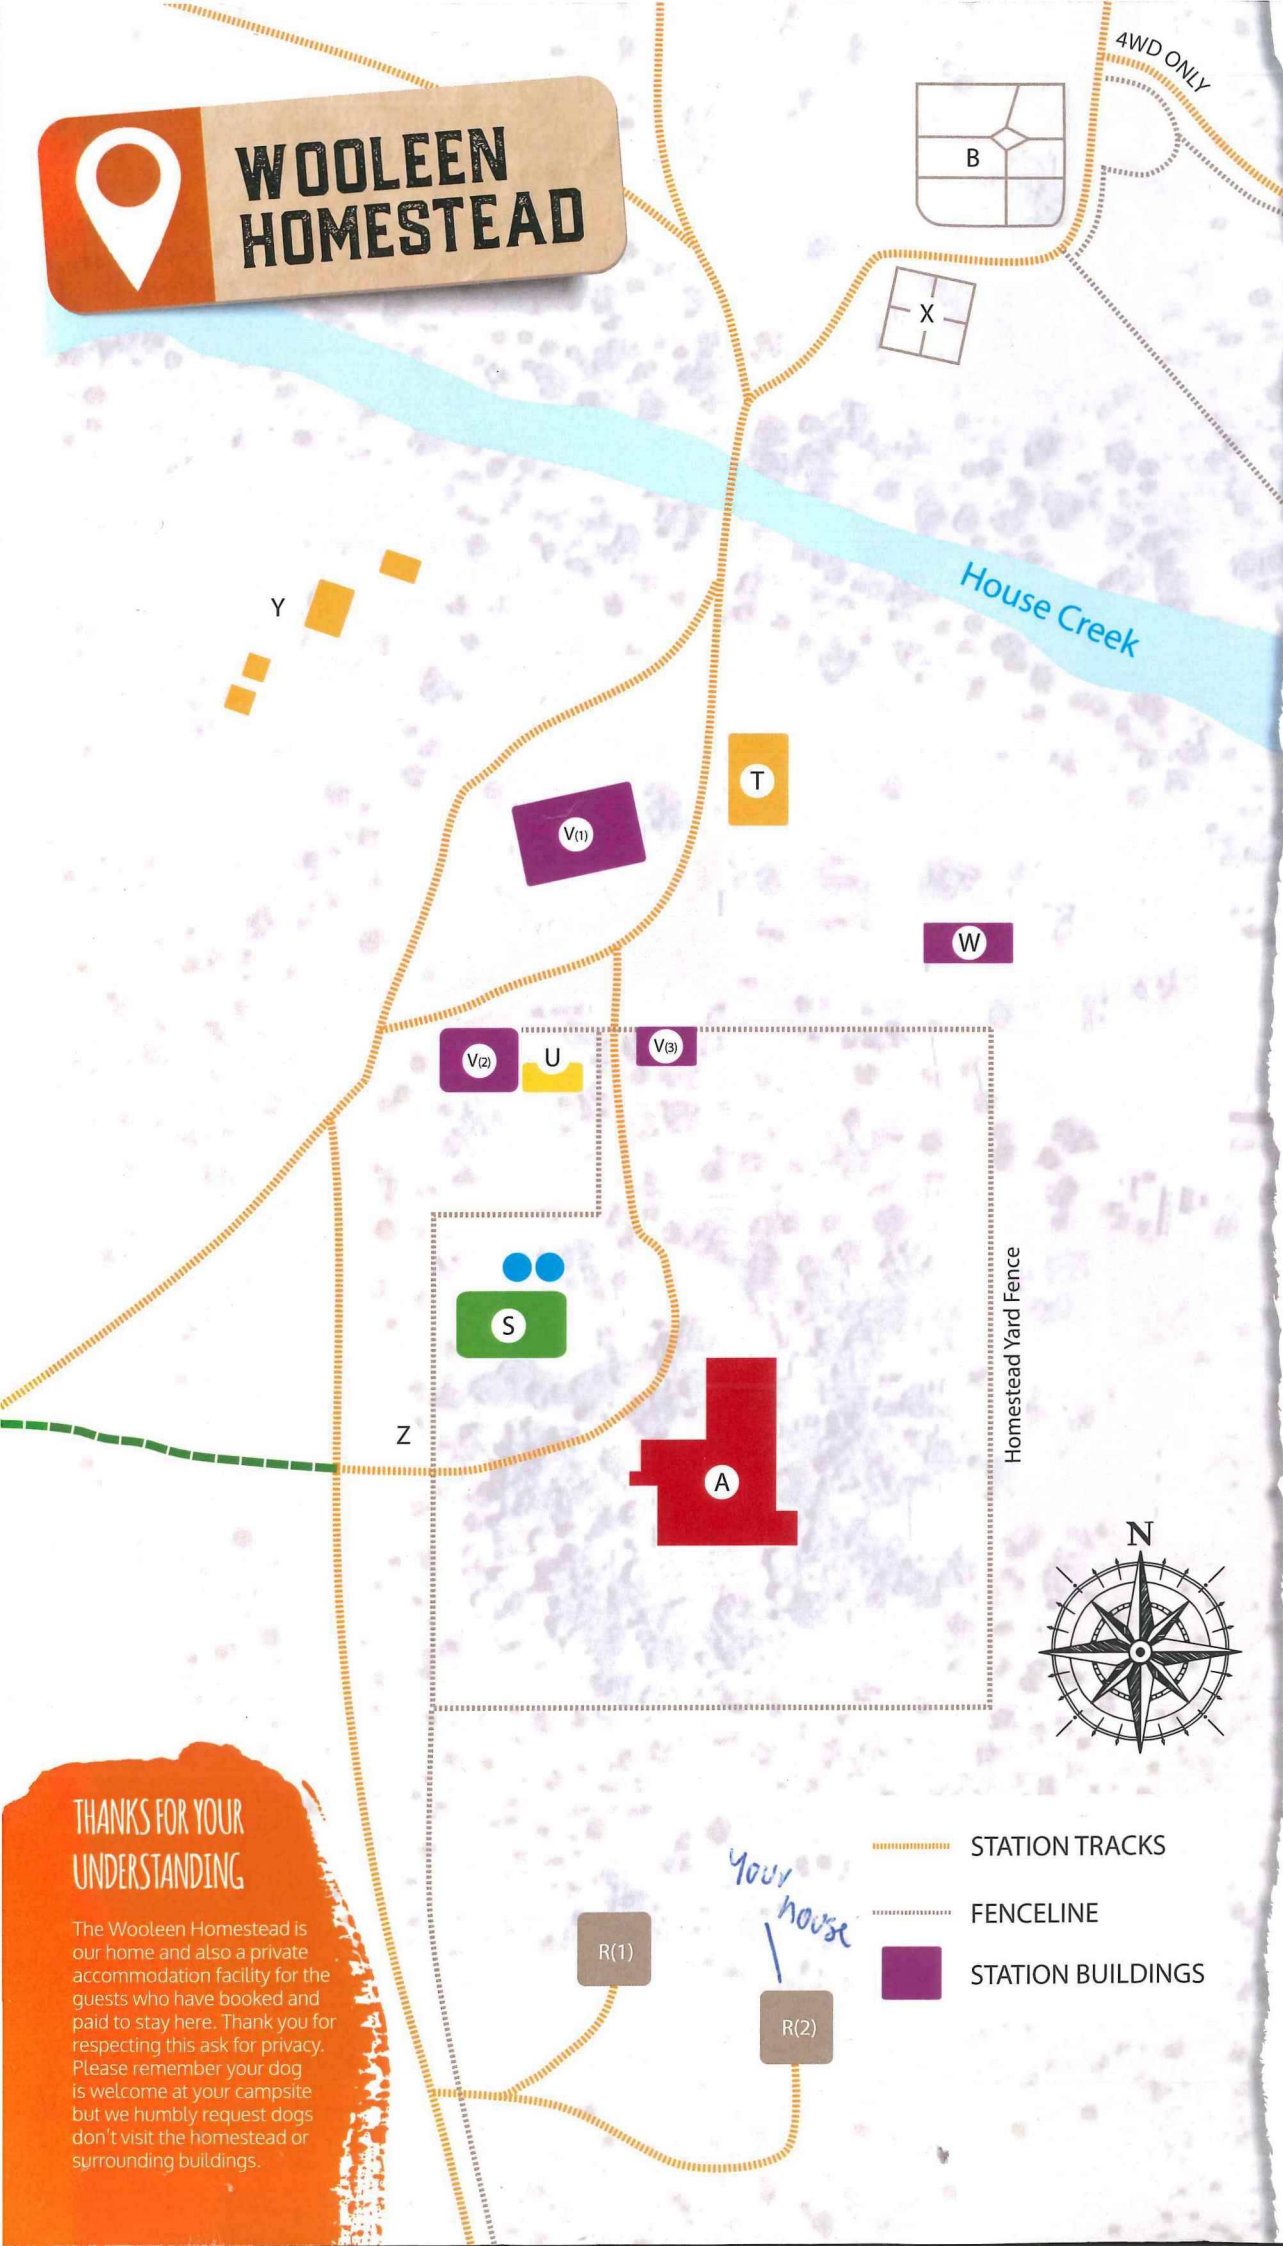 4WD ONLY
WOOLEEN
HOMESTEAD
B
X
House Creek
Y
T
V(1)
W
V(2)
U
V(3)
S
Homestead Yard Fence
Z
A
N
THANKS FOR YOUR
UNDERSTANDING
The Wooleen Homestead is
our home and also a private
accommodation facility for the
guests who have booked and
paid to stay here. Thank you for
respecting this ask for privacy.
Please remember your dog
is welcome at your campsite
but we humbly request dogs
don't visit the homestead or
surrounding buildings.
STATION TRACKS
FENCELINE
STATION BUILDINGS
Your
house
R(1)
R(2)